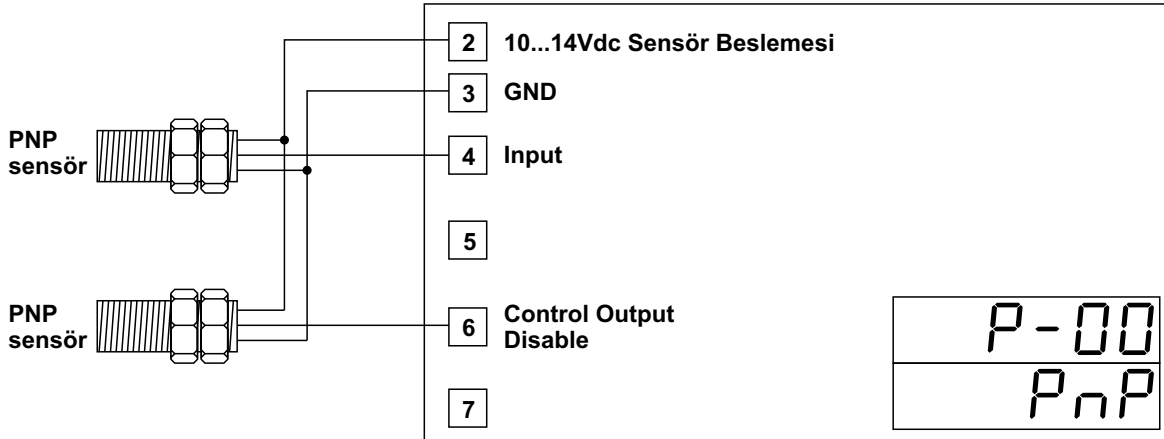 2 10...14Vdc Sensör Beslemesi
3 GND
PNP
sensör
4 Input
5
PNP
sensör
6 Control Output
Disable
P-00
PnP
7